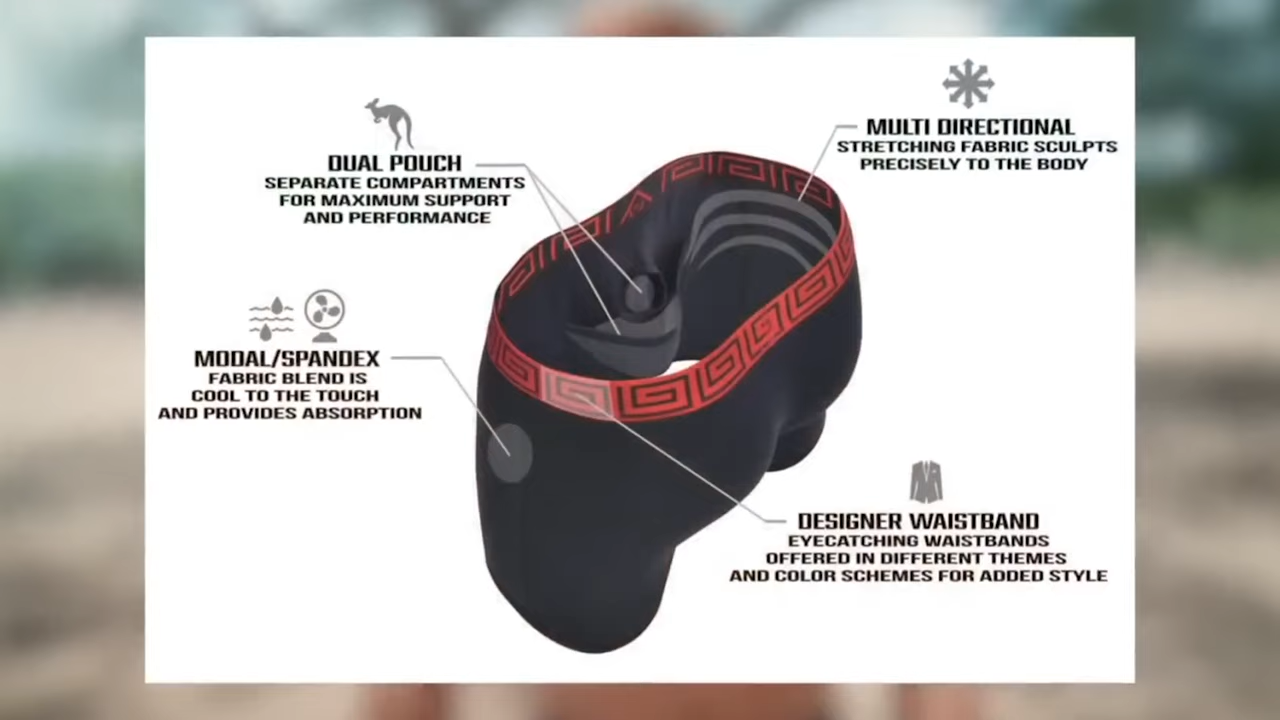 DUAL POUCH
SEPARATE COMPARTMENTS
FOR MAXIMUM SUPPORT
AND PERFORMANCE
MULTI DIRECTIONAL
STRETCHING FABRIC SCULPTS
PRECISELY TO THE BODY
MODAL/SPANDEX
FABRIC BLEND IS
COOL TO THE TOUCH
AND PROVIDES ABSORPTION
DESIGNER WAISTBAND
EYECATCHING WAISTBANDS
OFFERED IN DIFFERENT THEMES
AND COLOR SCHEMES FOR ADDED STYLE